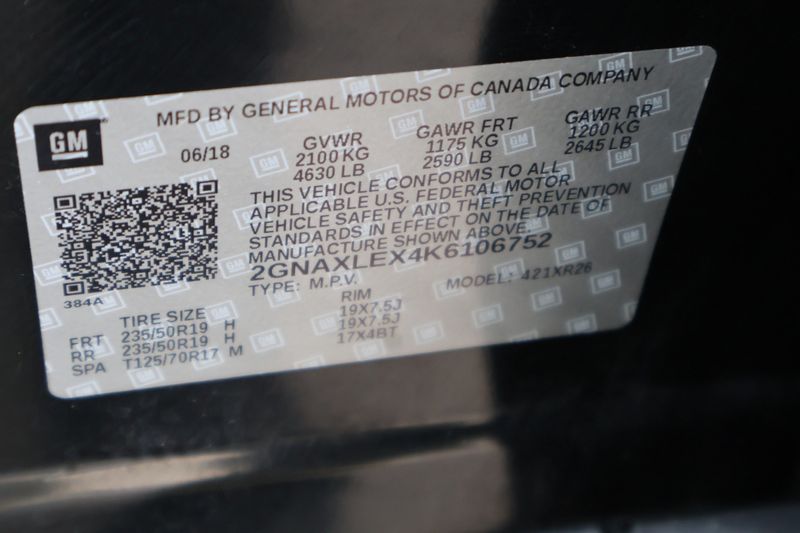 MFD BY GENERAL MOTORS OF CANADA COMPANY
GM
06/18
GVWR
2100 KG
4630 LB
GAWR FRT
1175 KG
2590 LB
GAWR RR
1200 KG
2645 LB
THIS VEHICLE CONFORMS TO ALL
APPLICABLE U.S. FEDERAL MOTOR
VEHICLE SAFETY AND THEFT PREVENTION
STANDARDS IN EFFECT ON THE DATE OF
MANUFACTURE SHOWN ABOVE.
2GNAXLEX4K6106752
TYPE: M.P.V.
MODEL: 421XR26
384A
TIRE SIZE
RIM
FRT 235/50R19 H 19X7.5J
RR 235/50R19 H 19X7.5J
SPA T125/70R17 M 17X4BT